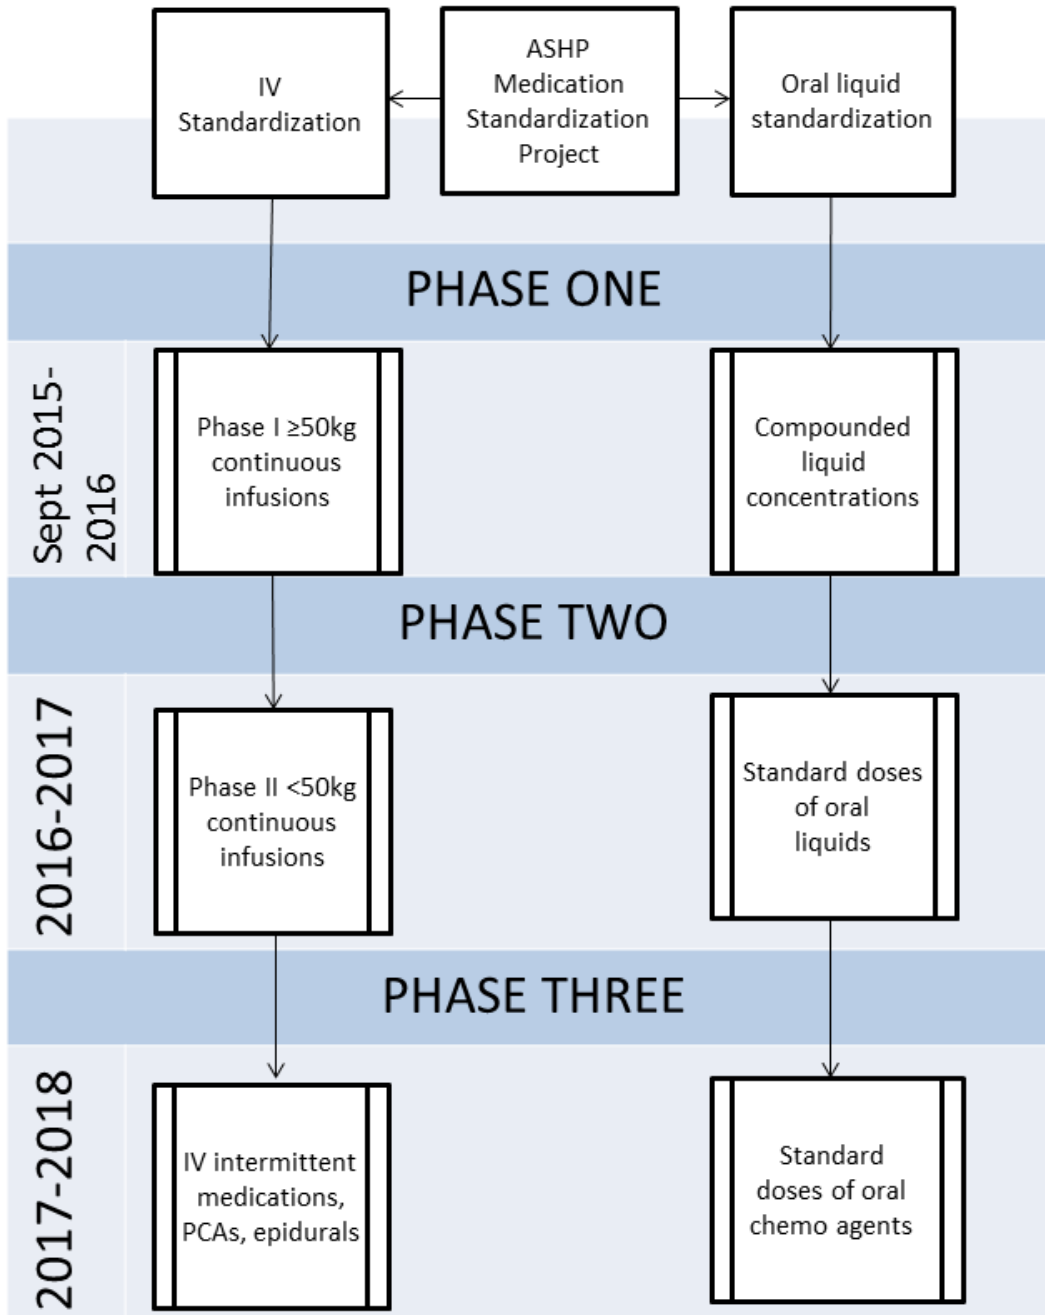 IV
Standardization
ASHP
Medication
Standardization
Project
Oral liquid
standardization
PHASE ONE
Sept 2015-
2016
Phase I ≥50kg
continuous
infusions
Compounded
liquid
concentrations
PHASE TWO
2016-2017
Phase II <50kg
continuous
infusions
Standard doses
of oral
liquids
PHASE THREE
2017-2018
IV intermittent
medications,
PCAs, epidurals
Standard
doses of oral
chemo agents